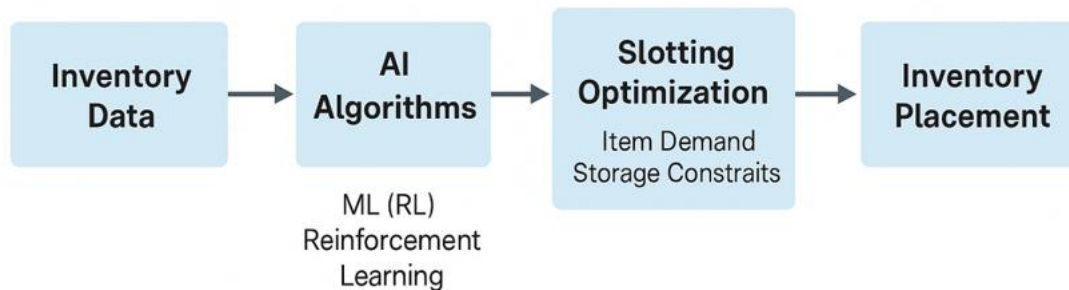 Inventory
Data
AI
Algorithms
ML (RL)
Reinforcement
Learning
Slotting
Optimization
Item Demand
Storage Constraits
Inventory
Placement